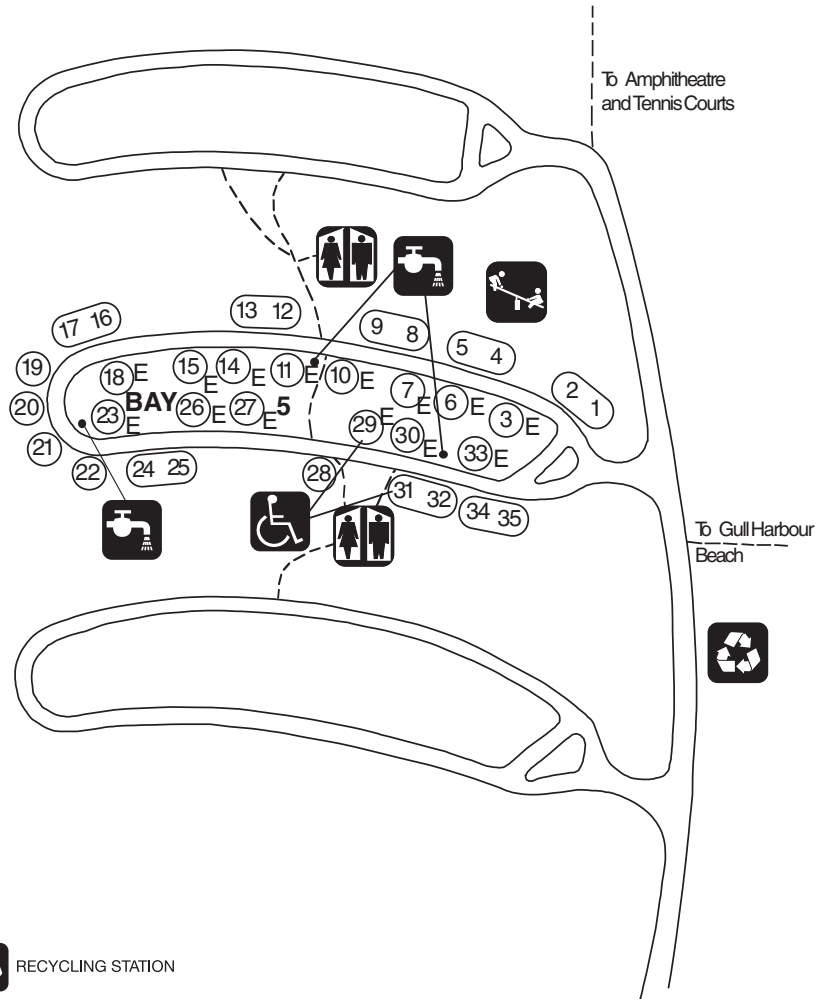 To Amphitheatre
and Tennis Courts
13 12
17 16
9 8
5 4
2
1
19
18 E
15 E
14 E
11 E
10 E
7 E
6 E
3 E
20
23 E
BAY
26 E
27 E
5
29 E
30 E
33 E
21
22
24 25
28
31 32
34 35
To Gull Harbour
Beach
RECYCLING STATION